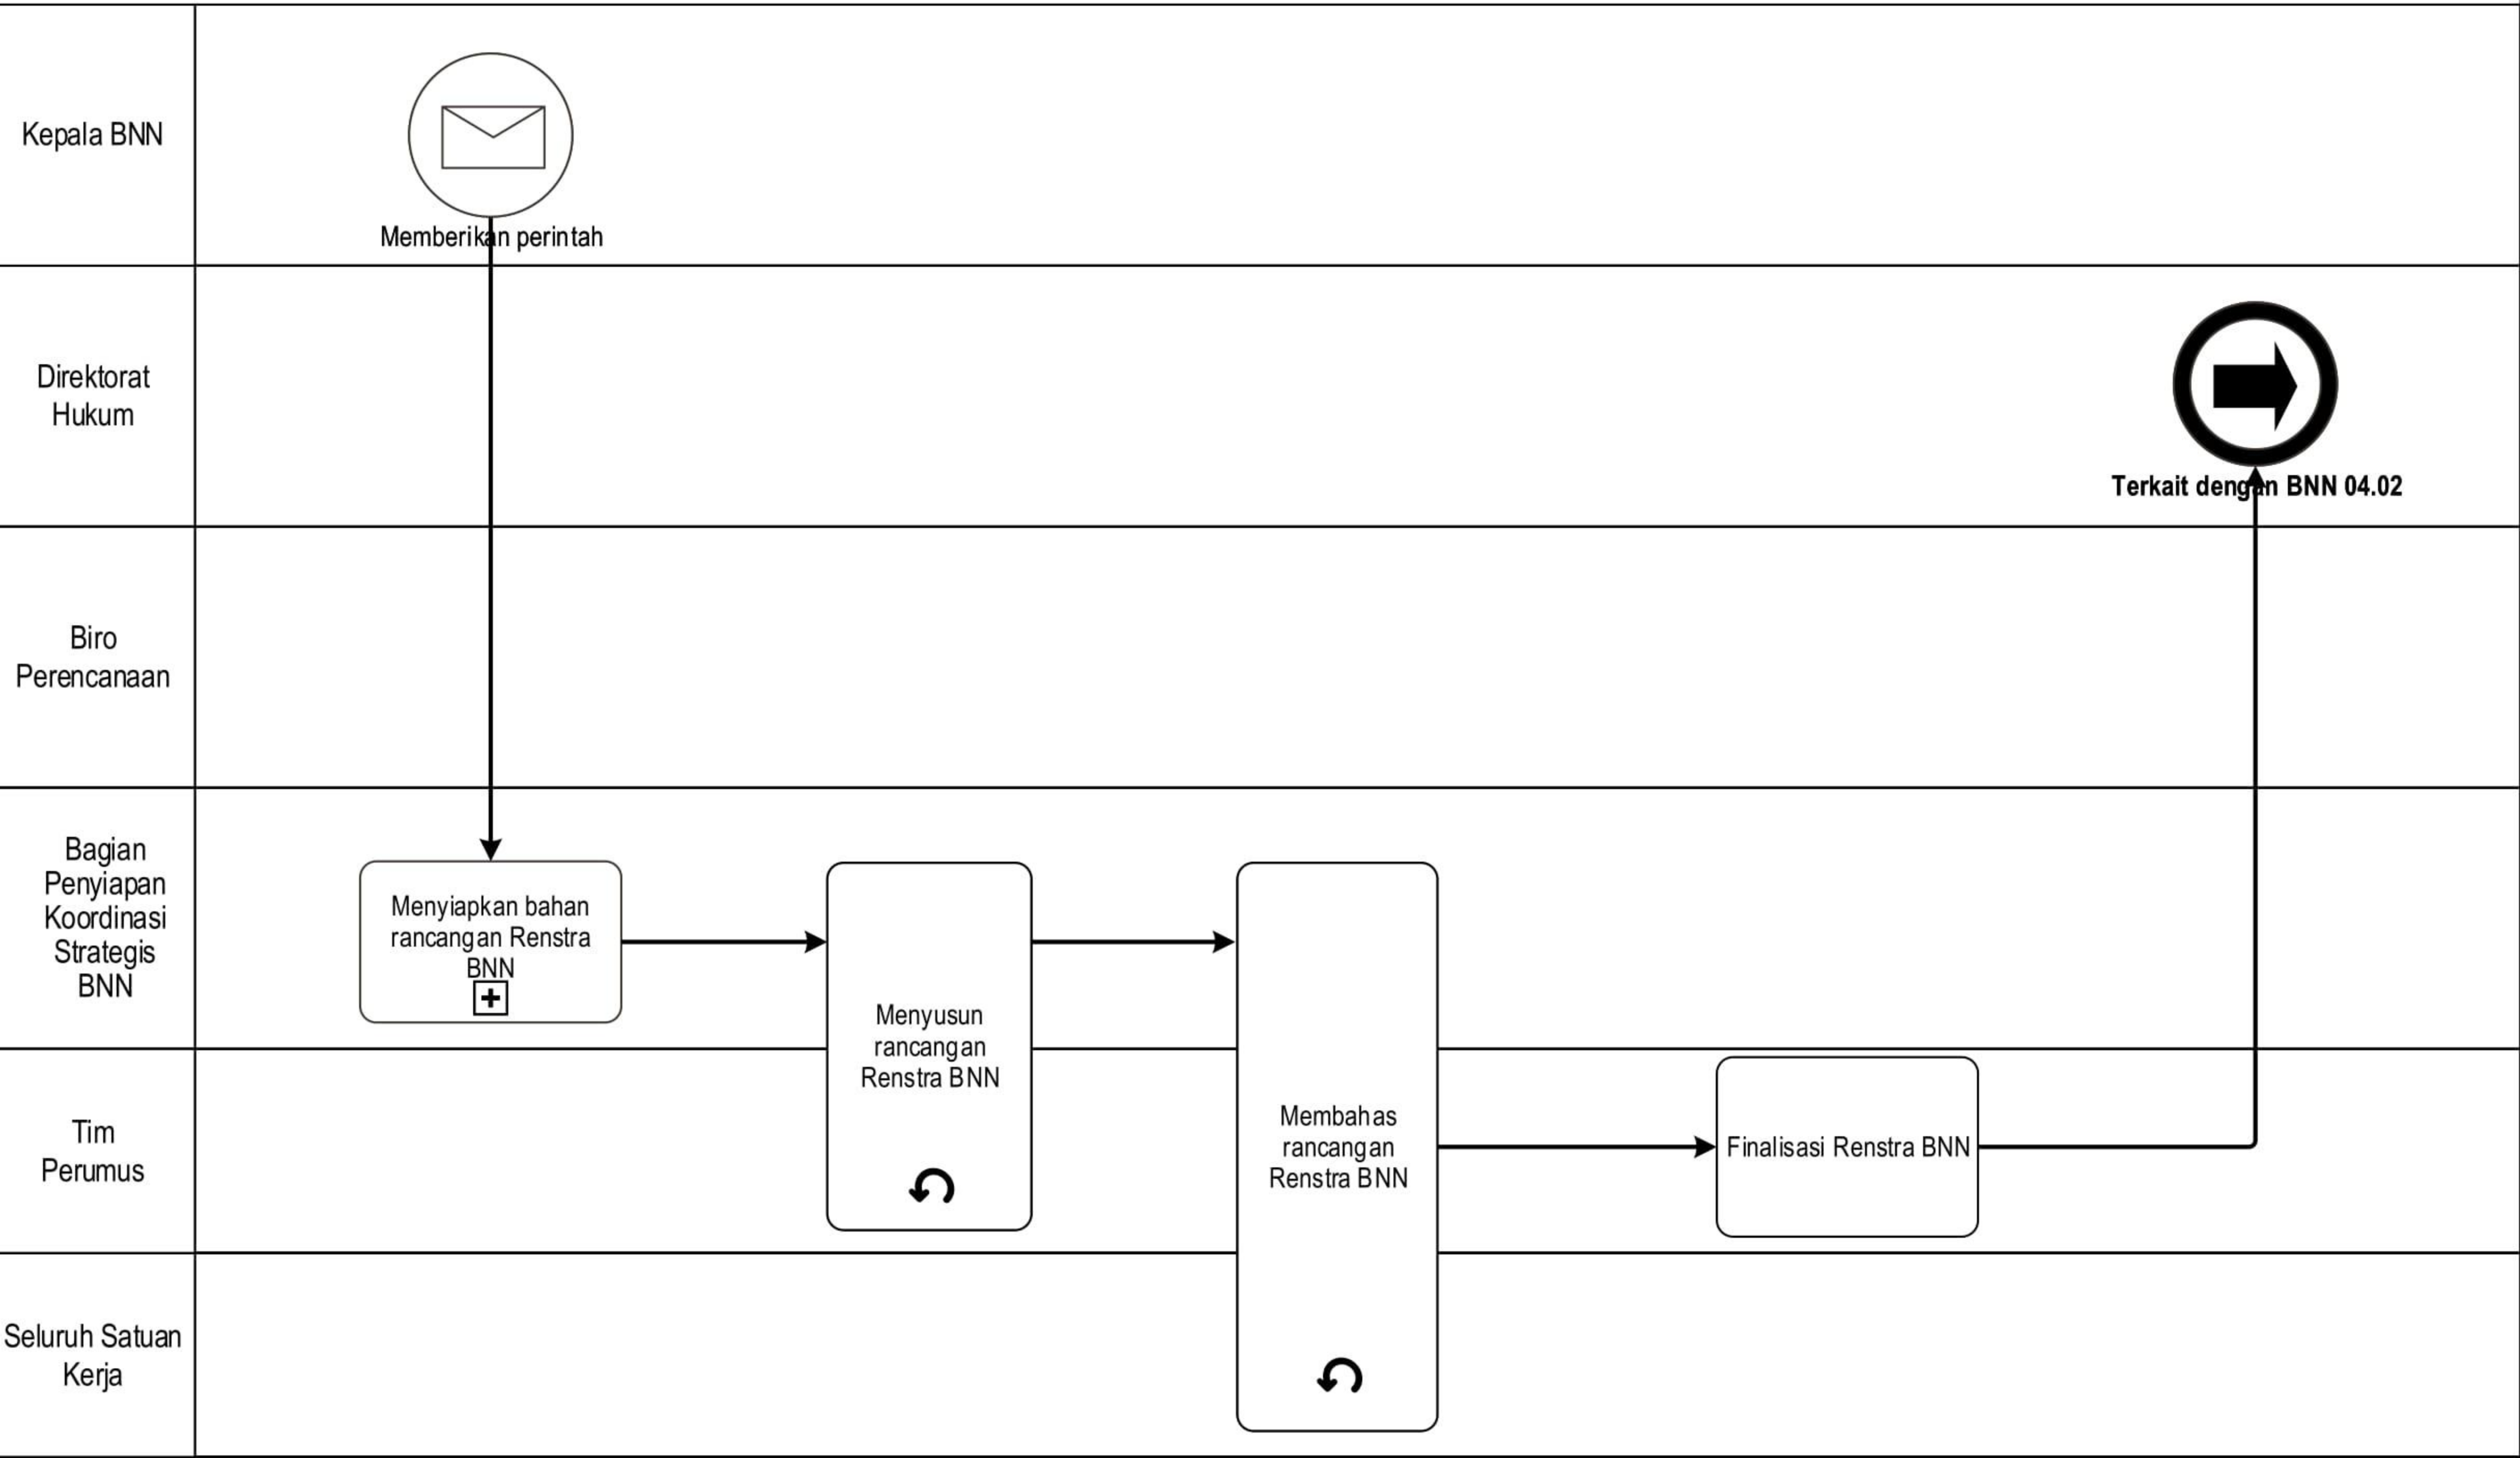 Kepala BNN
Memberikan perintah
Direktorat
Hukum
Terkait dengan BNN 04.02
Biro
Perencanaan
Bagian
Penyiapan
Koordinasi
Strategis
BNN
Menyiapkan bahan
rancangan Renstra
BNN
Menyusun
rancangan
Renstra BNN
Tim
Perumus
Membahas
rancangan
Renstra BNN
Finalisasi Renstra BNN
Seluruh Satuan
Kerja